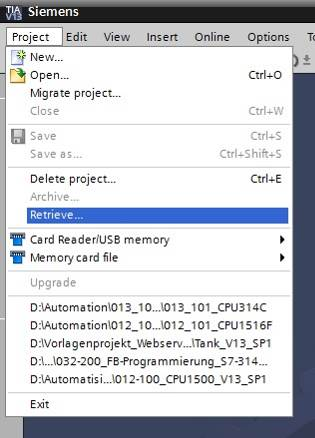 TIA
V13
Siemens
Project Edit View Insert Online Options To
New...
Open... Ctrl+O
Migrate project...
Close Ctrl+W
Save Ctrl+S
Save as... Ctrl+Shift+S
Delete project... Ctrl+E
Archive...
Retrieve...
Card Reader/USB memory
Memory card file
Upgrade
D:\Automation\013_10...\013_101_CPU314C
D:\Automation\012_10...\012_101_CPU1516F
D:\Vorlagenprojekt_Webserv...\Tank_V13_SP1
D:\...\032-200_FB-Programmierung_S7-314...
D:\Automatisi...\012-100_CPU1500_V13_SP1
Exit